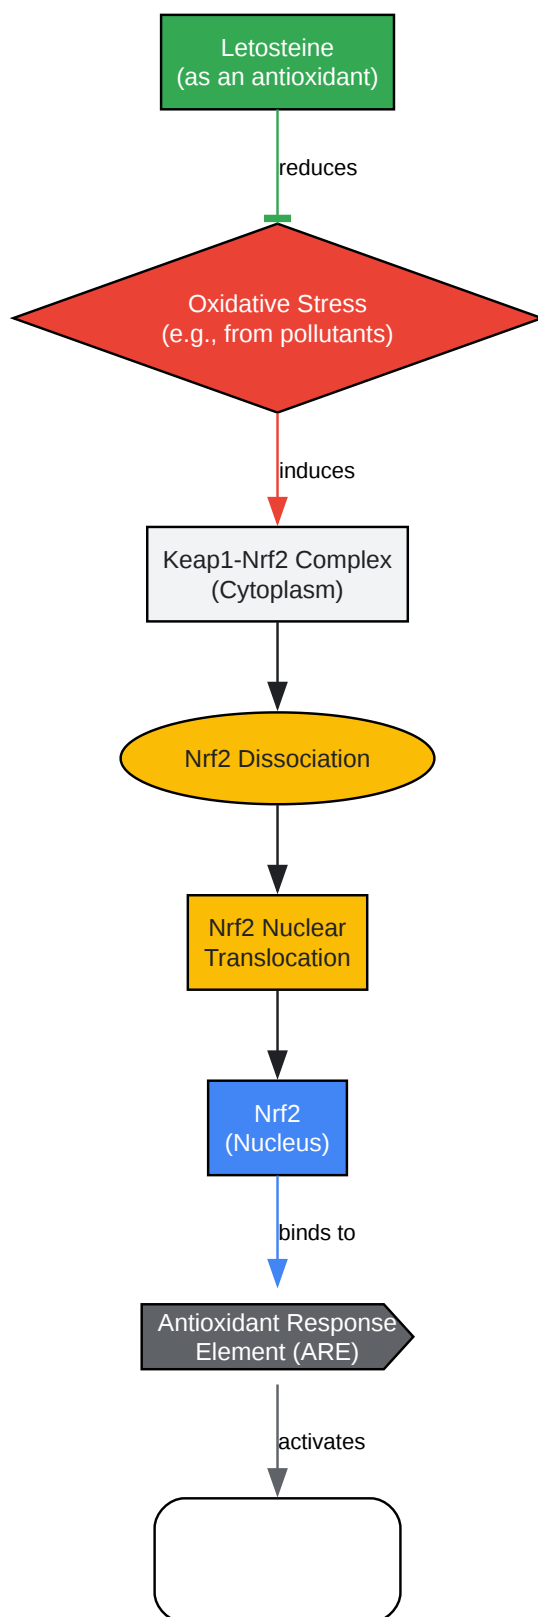 Letosteine
(as an antioxidant)
reduces
Oxidative Stress
(e.g., from pollutants)
induces
Keap1-Nrf2 Complex
(Cytoplasm)
Nrf2 Dissociation
Nrf2 Nuclear
Translocation
Nrf2
(Nucleus)
binds to
Antioxidant Response
Element (ARE)
activates